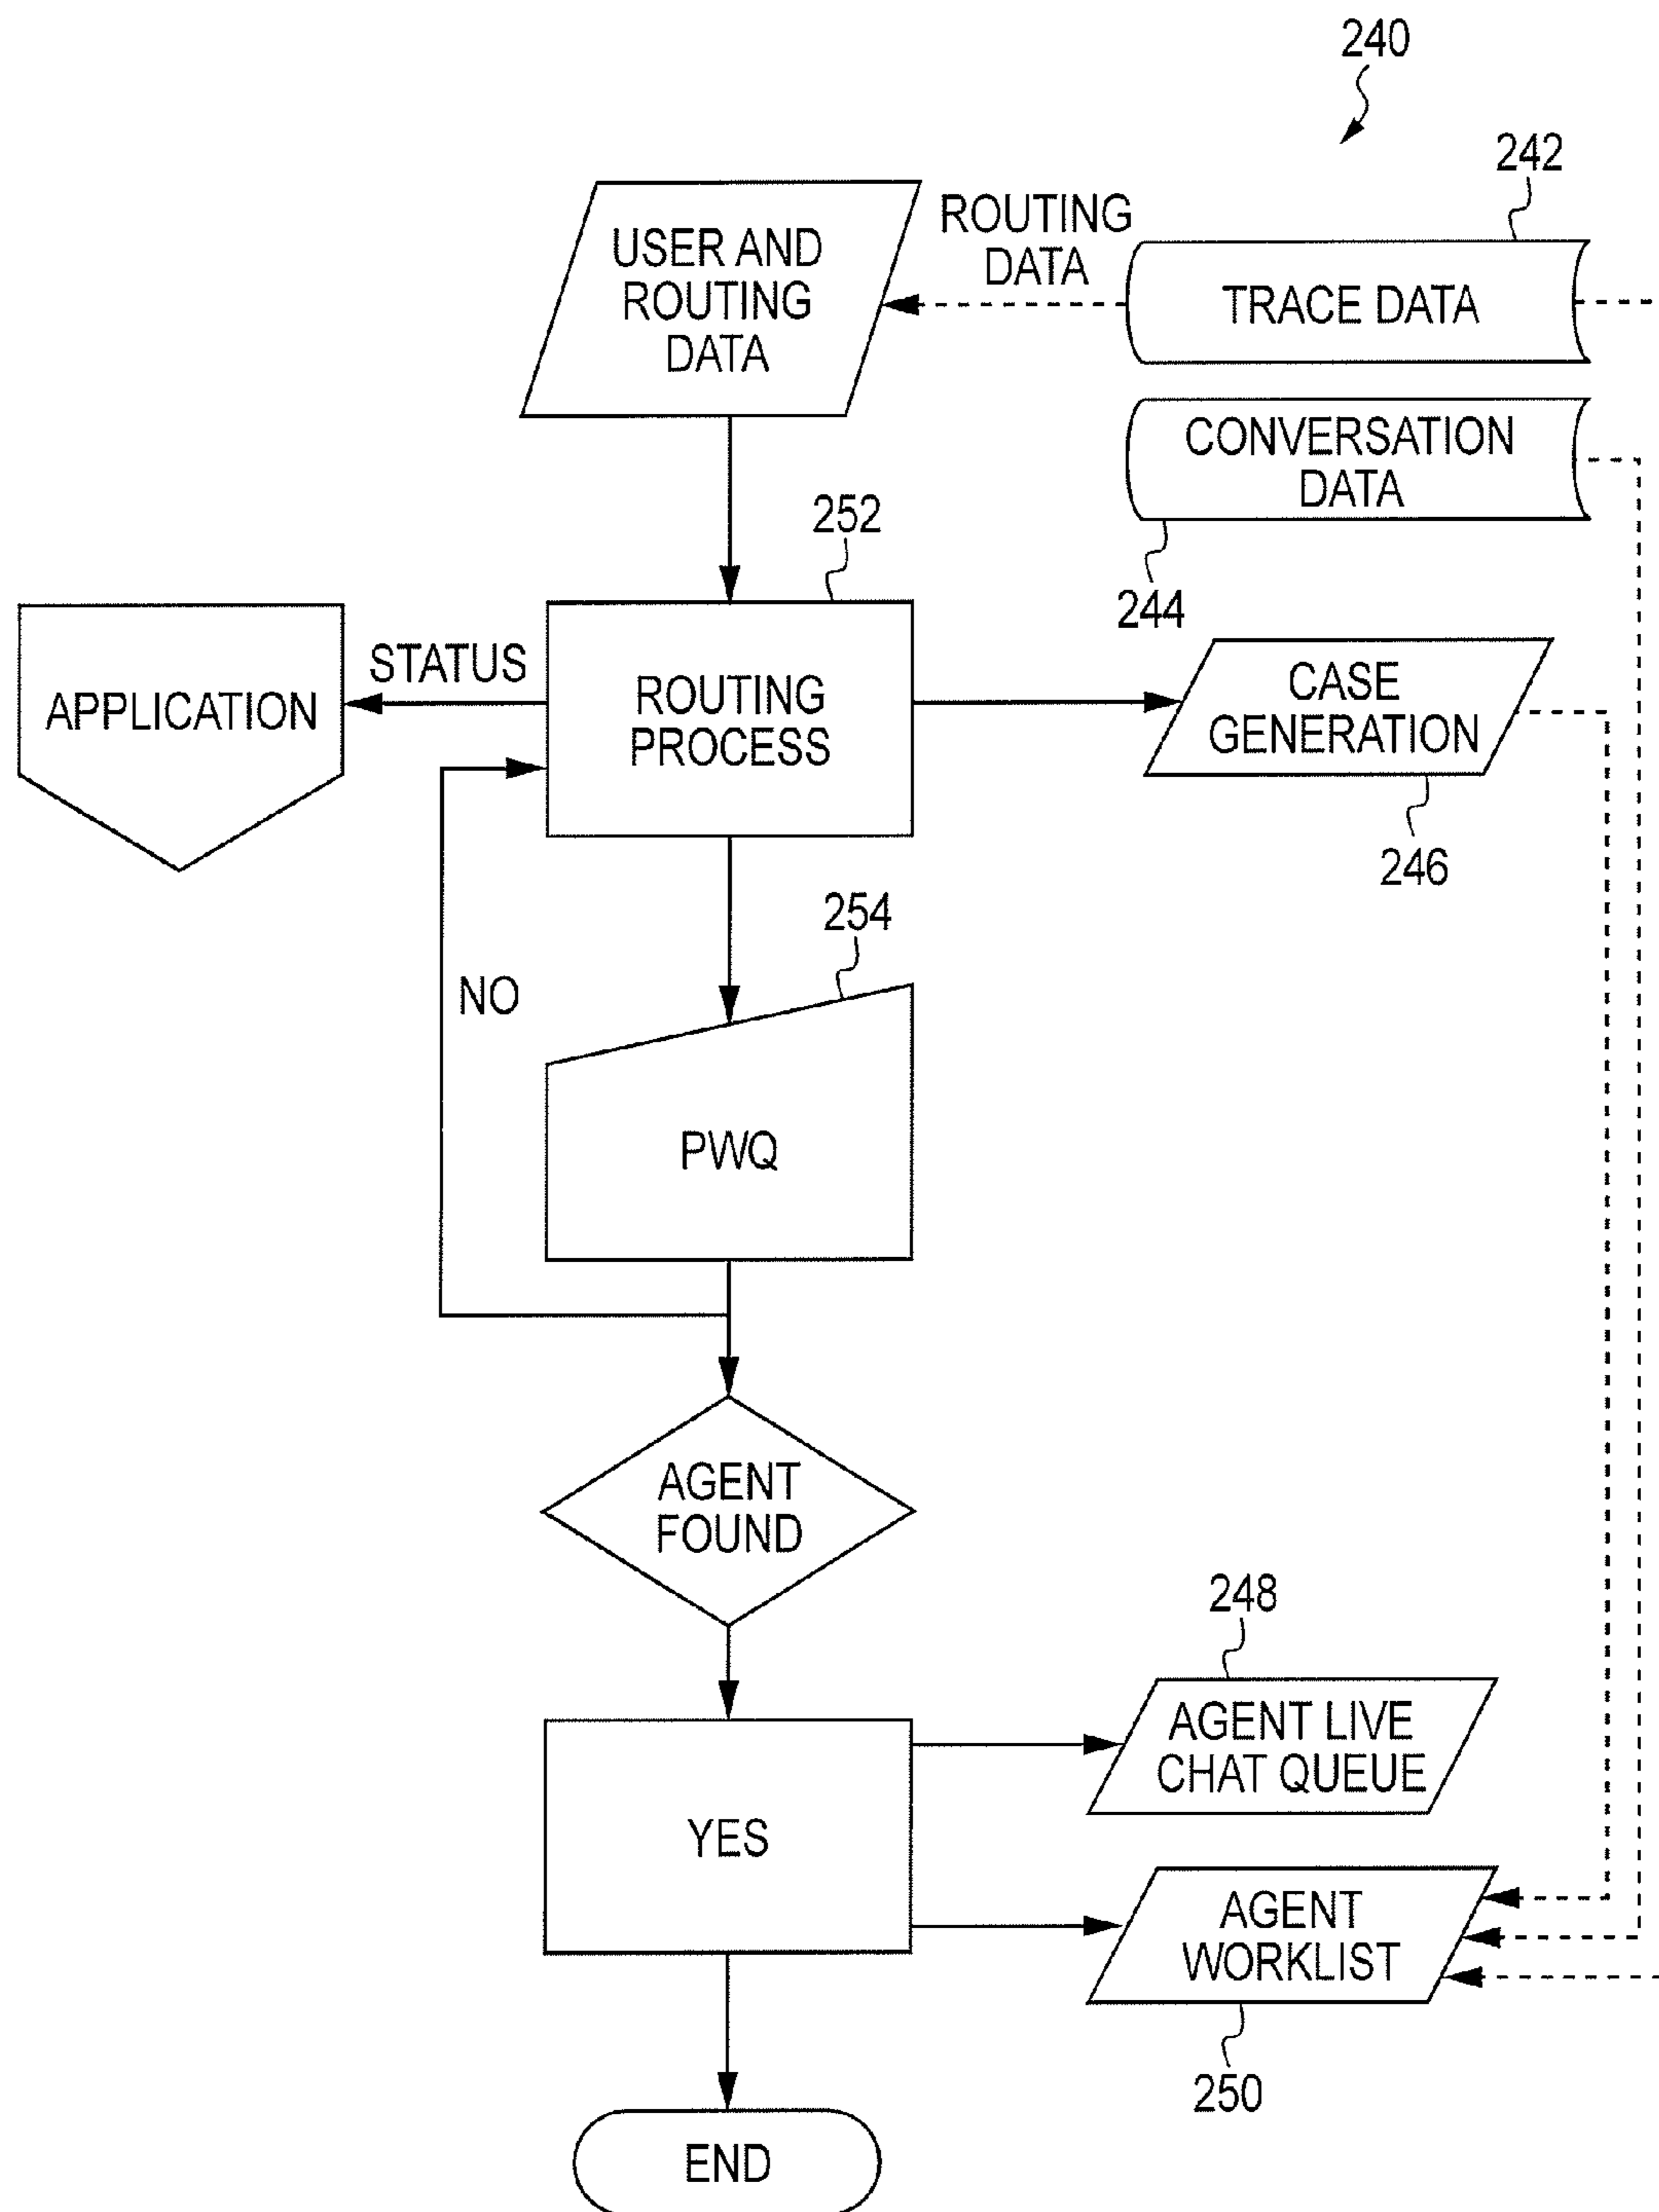 240
242
USER AND
ROUTING
DATA
ROUTING
DATA
TRACE DATA
CONVERSATION
DATA
244
252
APPLICATION
STATUS
ROUTING
PROCESS
CASE
GENERATION
246
254
NO
PWQ
AGENT
FOUND
248
YES
AGENT LIVE
CHAT QUEUE
AGENT
WORKLIST
250
END